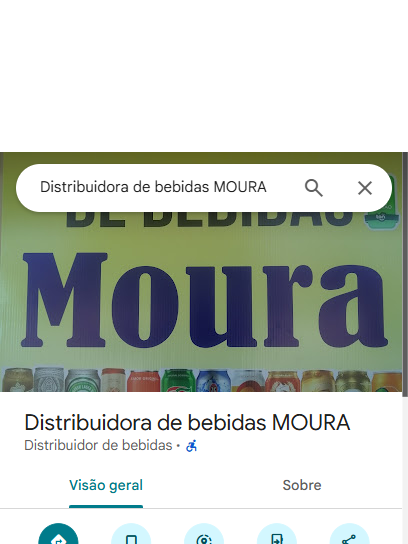 Distribuidora de bebidas MOURA
DE BEBIDAS
Moura
Distribuidora de bebidas MOURA
Distribuidor de bebidas ·
Visão geral
Sobre